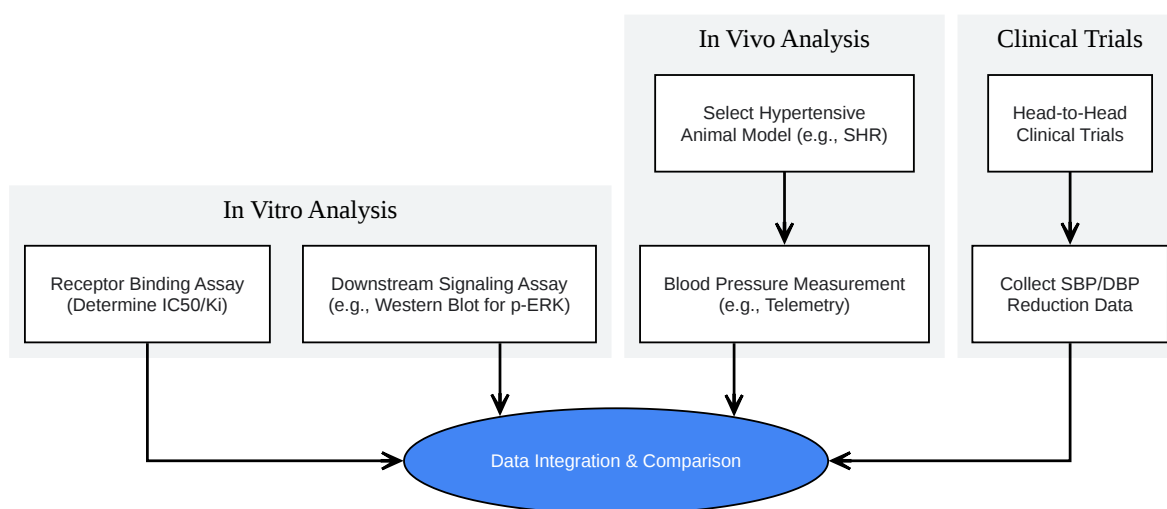 In Vivo Analysis
Clinical Trials
Select Hypertensive
Animal Model (e.g., SHR)
Head-to-Head
Clinical Trials
In Vitro Analysis
Receptor Binding Assay
(Determine IC50/Ki)
Downstream Signaling Assay
(e.g., Western Blot for p-ERK)
Blood Pressure Measurement
(e.g., Telemetry)
Collect SBP/DBP
Reduction Data
Data Integration & Comparison